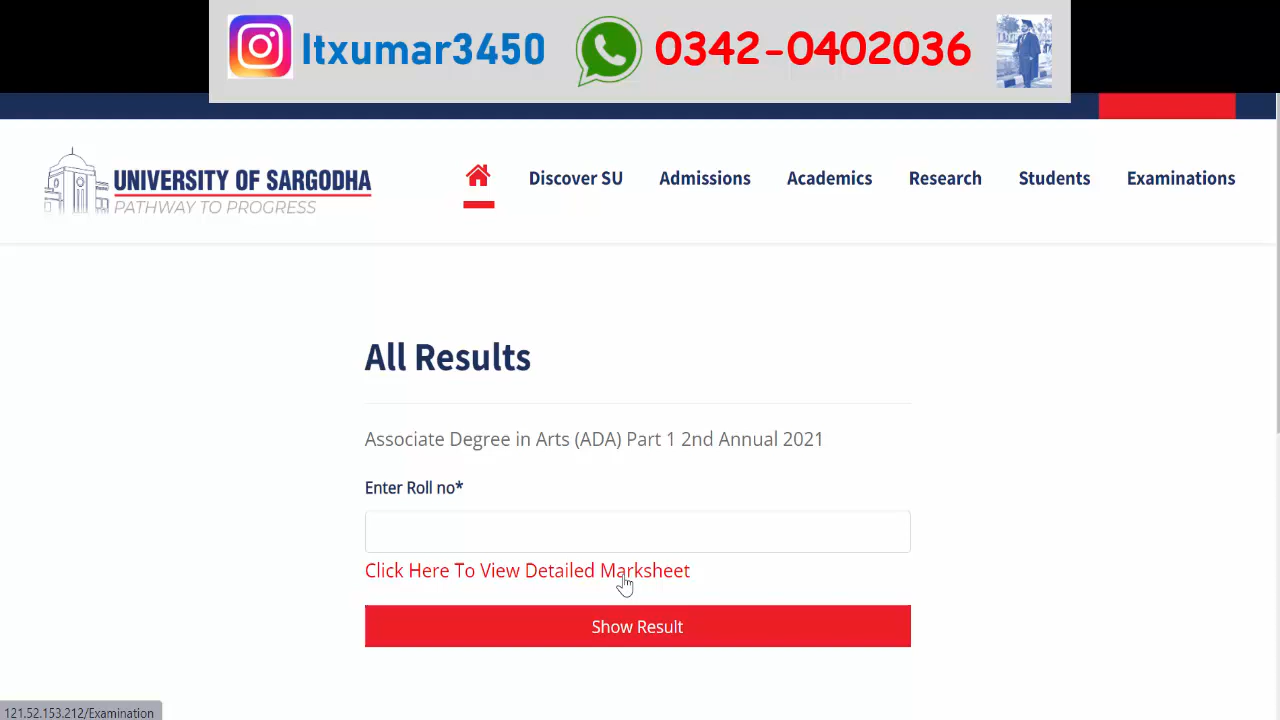 Itxumar3450 0342-0402036
UNIVERSITY OF SARGODHA
PATHWAY TO PROGRESS
Discover SU Admissions Academics Research Students Examinations
All Results
Associate Degree in Arts (ADA) Part 1 2nd Annual 2021
Enter Roll no*
Click Here To View Detailed Marksheet
Show Result
121.52.153.212/Examination